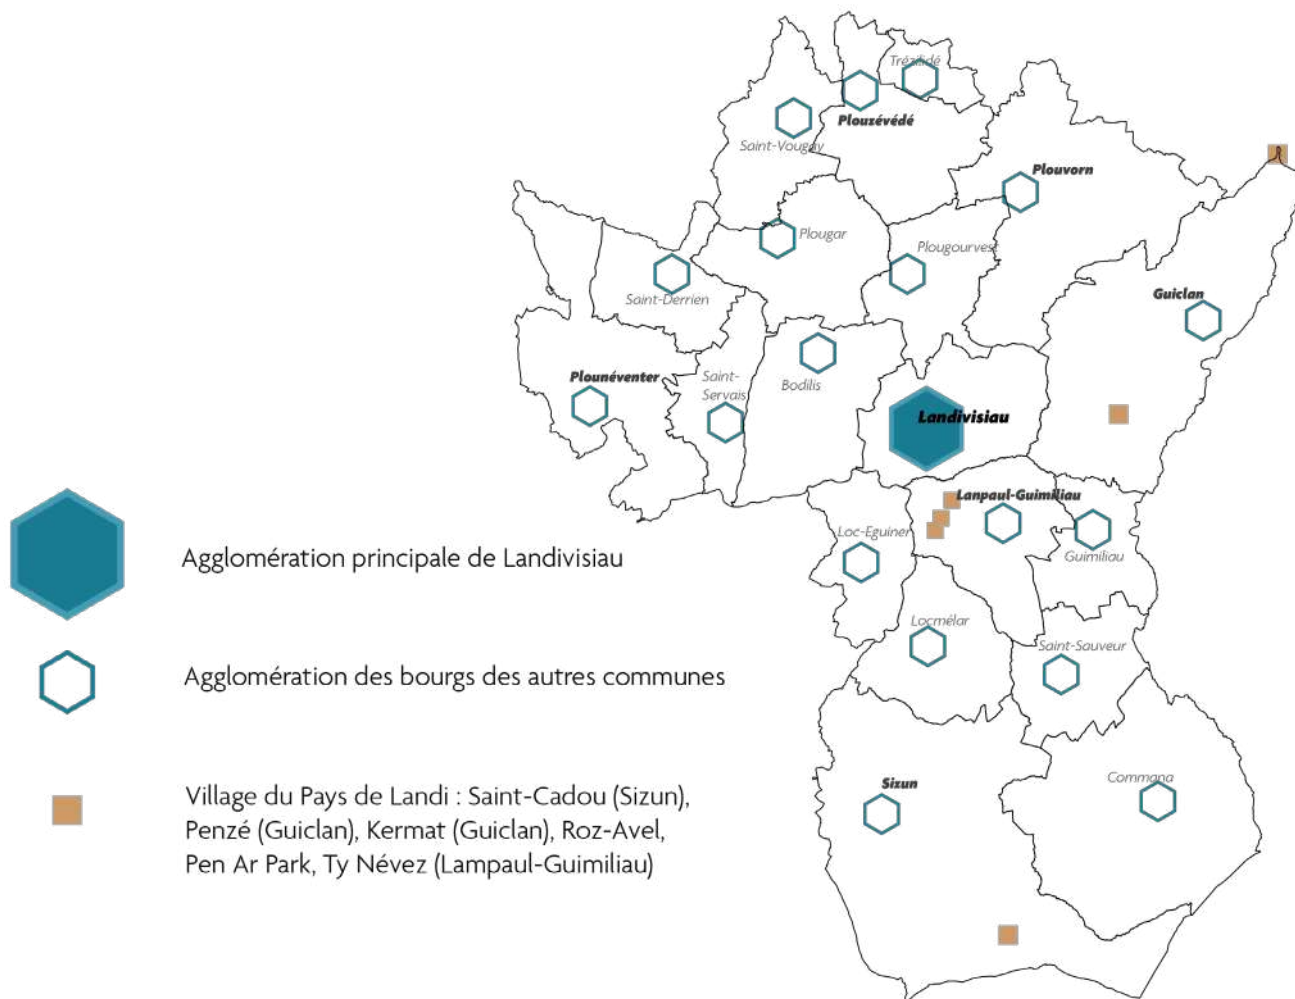 Trézilidé
Plouzévédé
Saint-Vougay
Plouvorn
Plougar
Plougourvest
Saint-Derrien
Guiclan
Plounéventer
Saint-
Servais
Bodilis
Landivisiau
Lanpaul-Guimiliau
Loc-Eguiner
Guimiliau
Locmélar
Saint-Sauveur
Sizun
Commana
Agglomération principale de Landivisiau
Agglomération des bourgs des autres communes
Village du Pays de Landi : Saint-Cadou (Sizun),
Penzé (Guiclan), Kermat (Guiclan), Roz-Avel,
Pen Ar Park, Ty Névez (Lampaul-Guimiliau)